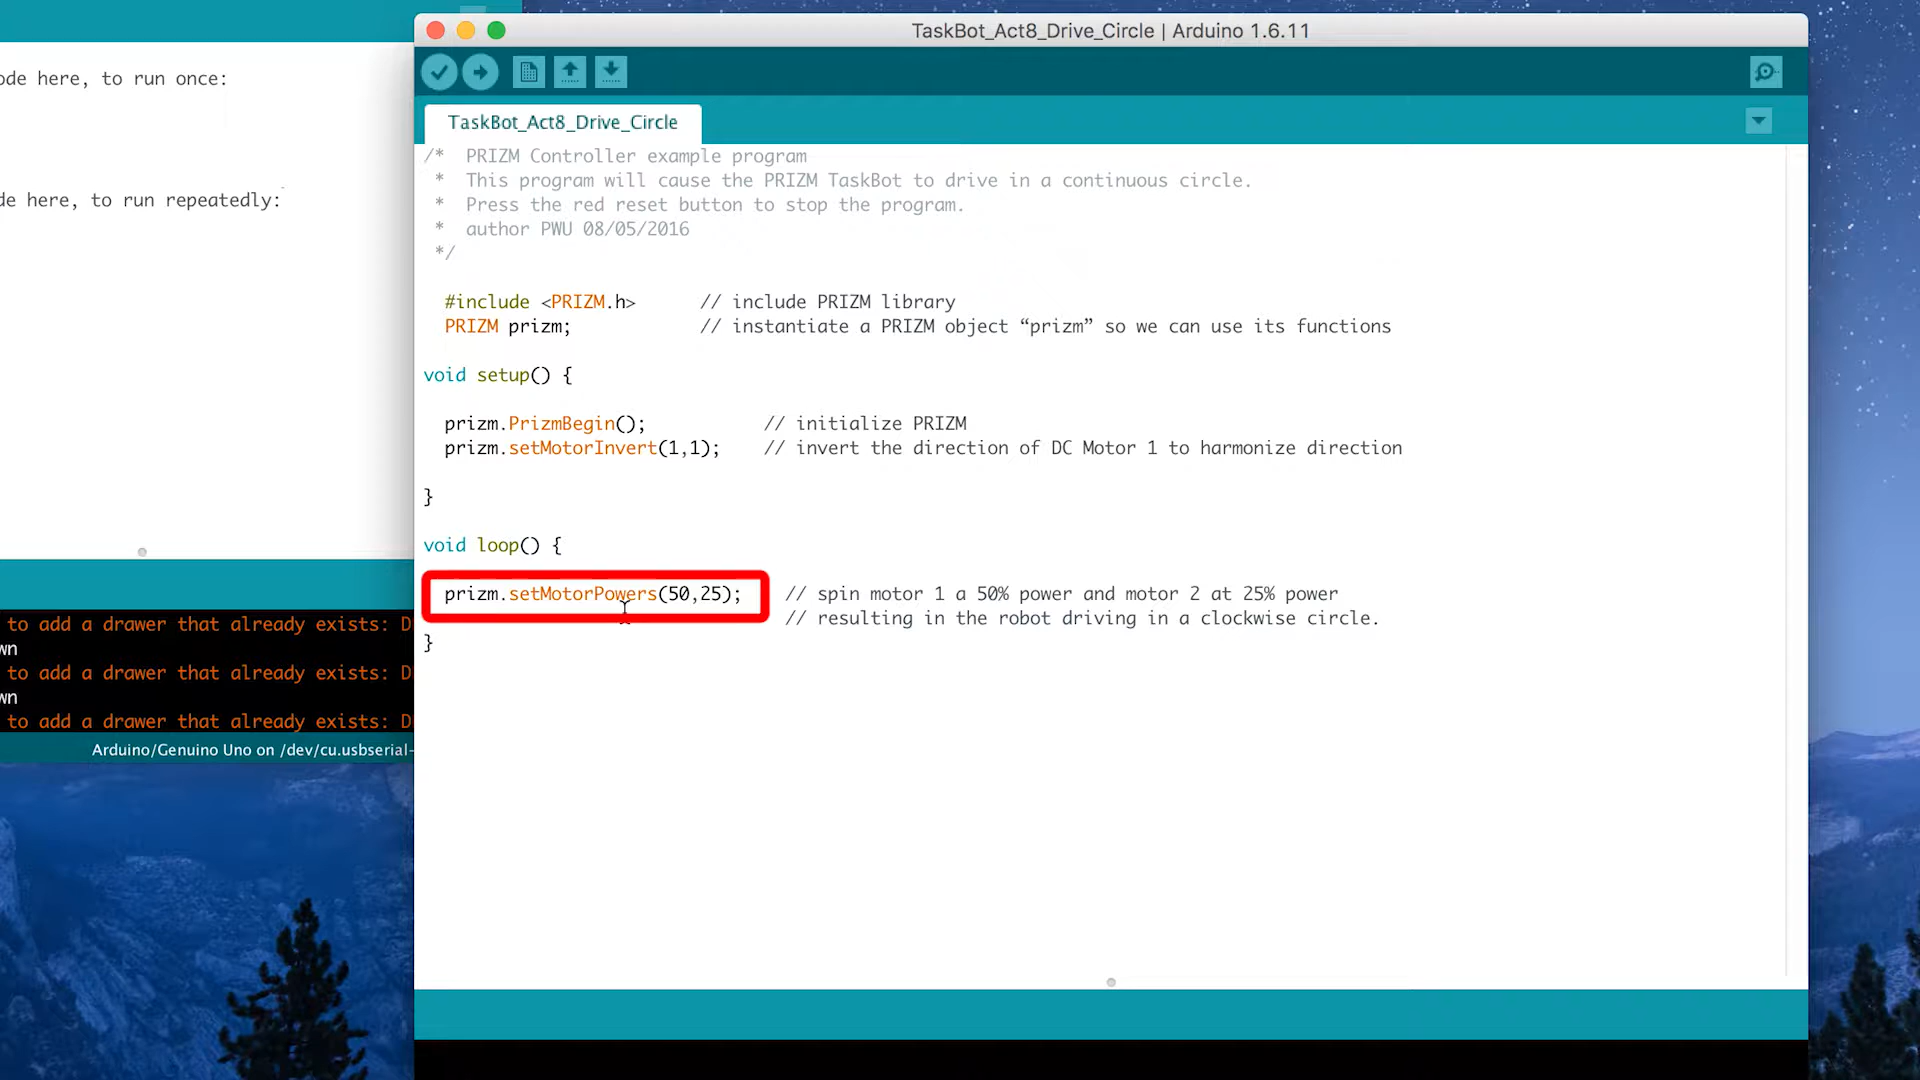 TaskBot_Act8_Drive_Circle | Arduino 1.6.11
TaskBot_Act8_Drive_Circle
/* PRIZM Controller example program
* This program will cause the PRIZM TaskBot to drive in a continuous circle.
* Press the red reset button to stop the program.
* author PWU 08/05/2016
*/
#include <PRIZM.h> // include PRIZM library
PRIZM prizm; // instantiate a PRIZM object “prizm” so we can use its functions
void setup() {
prizm.PrizmBegin(); // initialize PRIZM
prizm.setMotorInvert(1,1); // invert the direction of DC Motor 1 to harmonize direction
}
void loop() {
prizm.setMotorPowers(50,25); // spin motor 1 a 50% power and motor 2 at 25% power
// resulting in the robot driving in a clockwise circle.
}
here, to run once:
here, to run repeatedly:
to add a drawer that already exists:
to add a drawer that already exists:
to add a drawer that already exists:
Arduino/Genuino Uno on /dev/cu.usbserial-